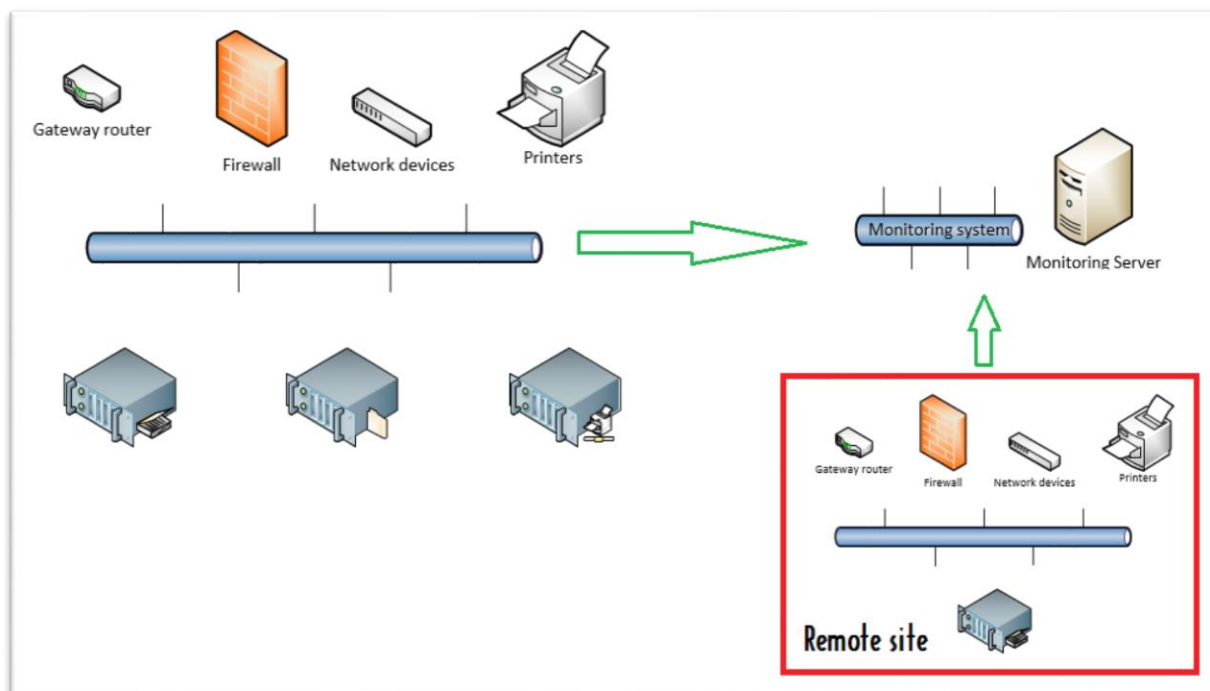 Gateway router
Firewall
Network devices
Printers
Monitoring system
Monitoring Server
Gateway router
Firewall
Network devices
Printers
Remote site